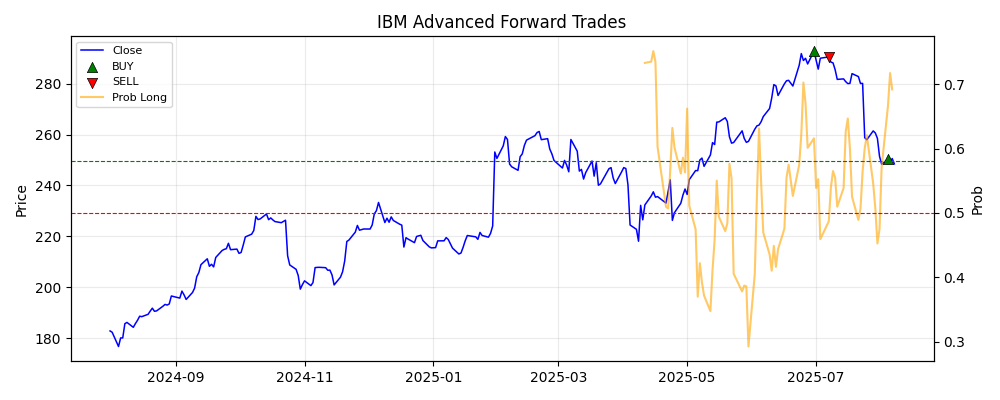 IBM Advanced Forward Trades
Close
BUY
SELL
Prob Long
280
260
240
220
200
180
Price
0.7
0.6
0.5
0.4
0.3
Prob
2024-09
2024-11
2025-01
2025-03
2025-05
2025-07